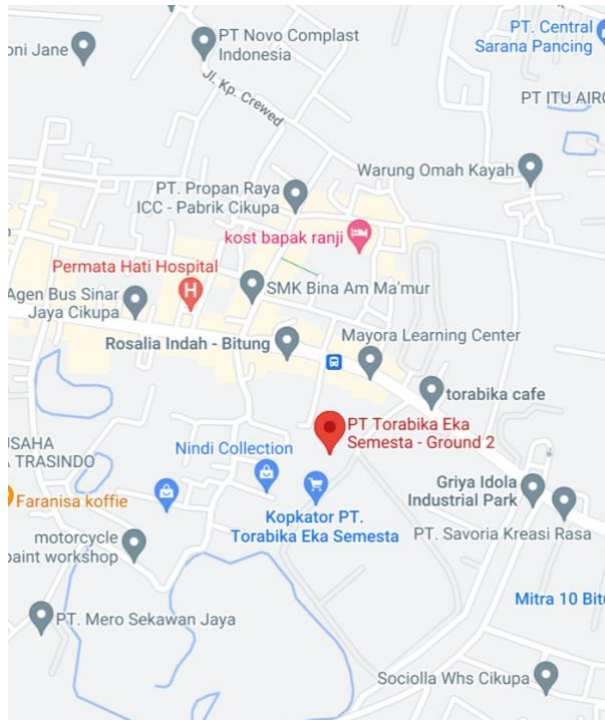 oni Jane
PT Novo Complast
Indonesia
PT. Central
Sarana Pancing
Jl. Kp. Crewed
PT ITU AIRC
Warung Omah Kayah
PT. Propan Raya
ICC - Pabrik Cikupa
kost bapak ranji
Permata Hati Hospital
H
Agen Bus Sinar
Jaya Cikupa
SMK Bina Am Ma'mur
Rosalia Indah - Bitung
Mayora Learning Center
torabika cafe
PT Torabika Eka
Semesta - Ground 2
USAHA
A TRASINDO
Nindi Collection
Faranisa koffie
Griya Idola
Industrial Park
Kopkator PT.
Torabika Eka Semesta
PT. Savoria Kreasi Rasa
motorcycle
paint workshop
Mitra 10 Bitu
PT. Mero Sekawan Jaya
Sociolla Whs Cikupa